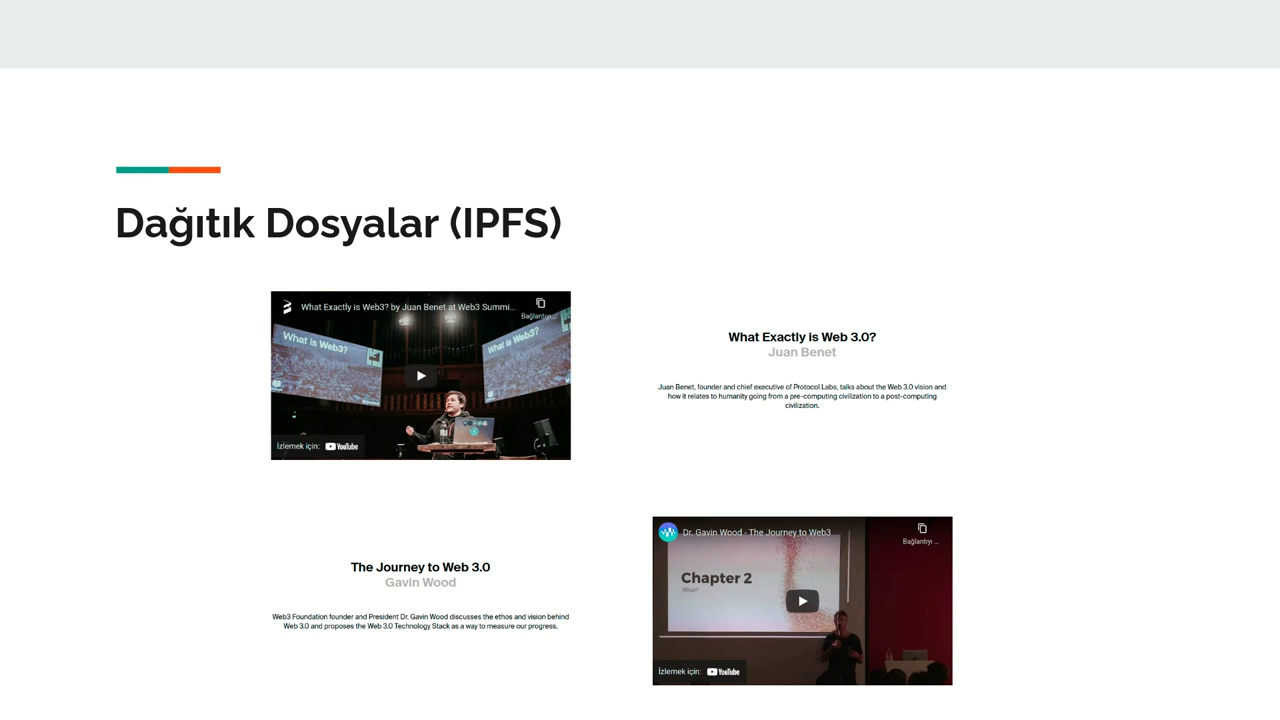 Dağıtık Dosyalar (IPFS)
What Exactly is Web3? by Juan Benet at Web3 Summi...
Bağlantıyı ...
What is Web3?
What is Web3?
İzlemek için: YouTube
What Exactly is Web 3.0?
Juan Benet
Juan Benet, founder and chief executive of Protocol Labs, talks about the Web 3.0 vision and
how it relates to humanity going from a pre-computing civilization to a post-computing
civilization.
The Journey to Web 3.0
Gavin Wood
Web3 Foundation founder and President Dr. Gavin Wood discusses the ethos and vision behind
Web 3.0 and proposes the Web 3.0 Technology Stack as a way to measure our progress.
Dr. Gavin Wood - The Journey to Web3
Bağlantıyı ...
Chapter 2
What?
İzlemek için: YouTube